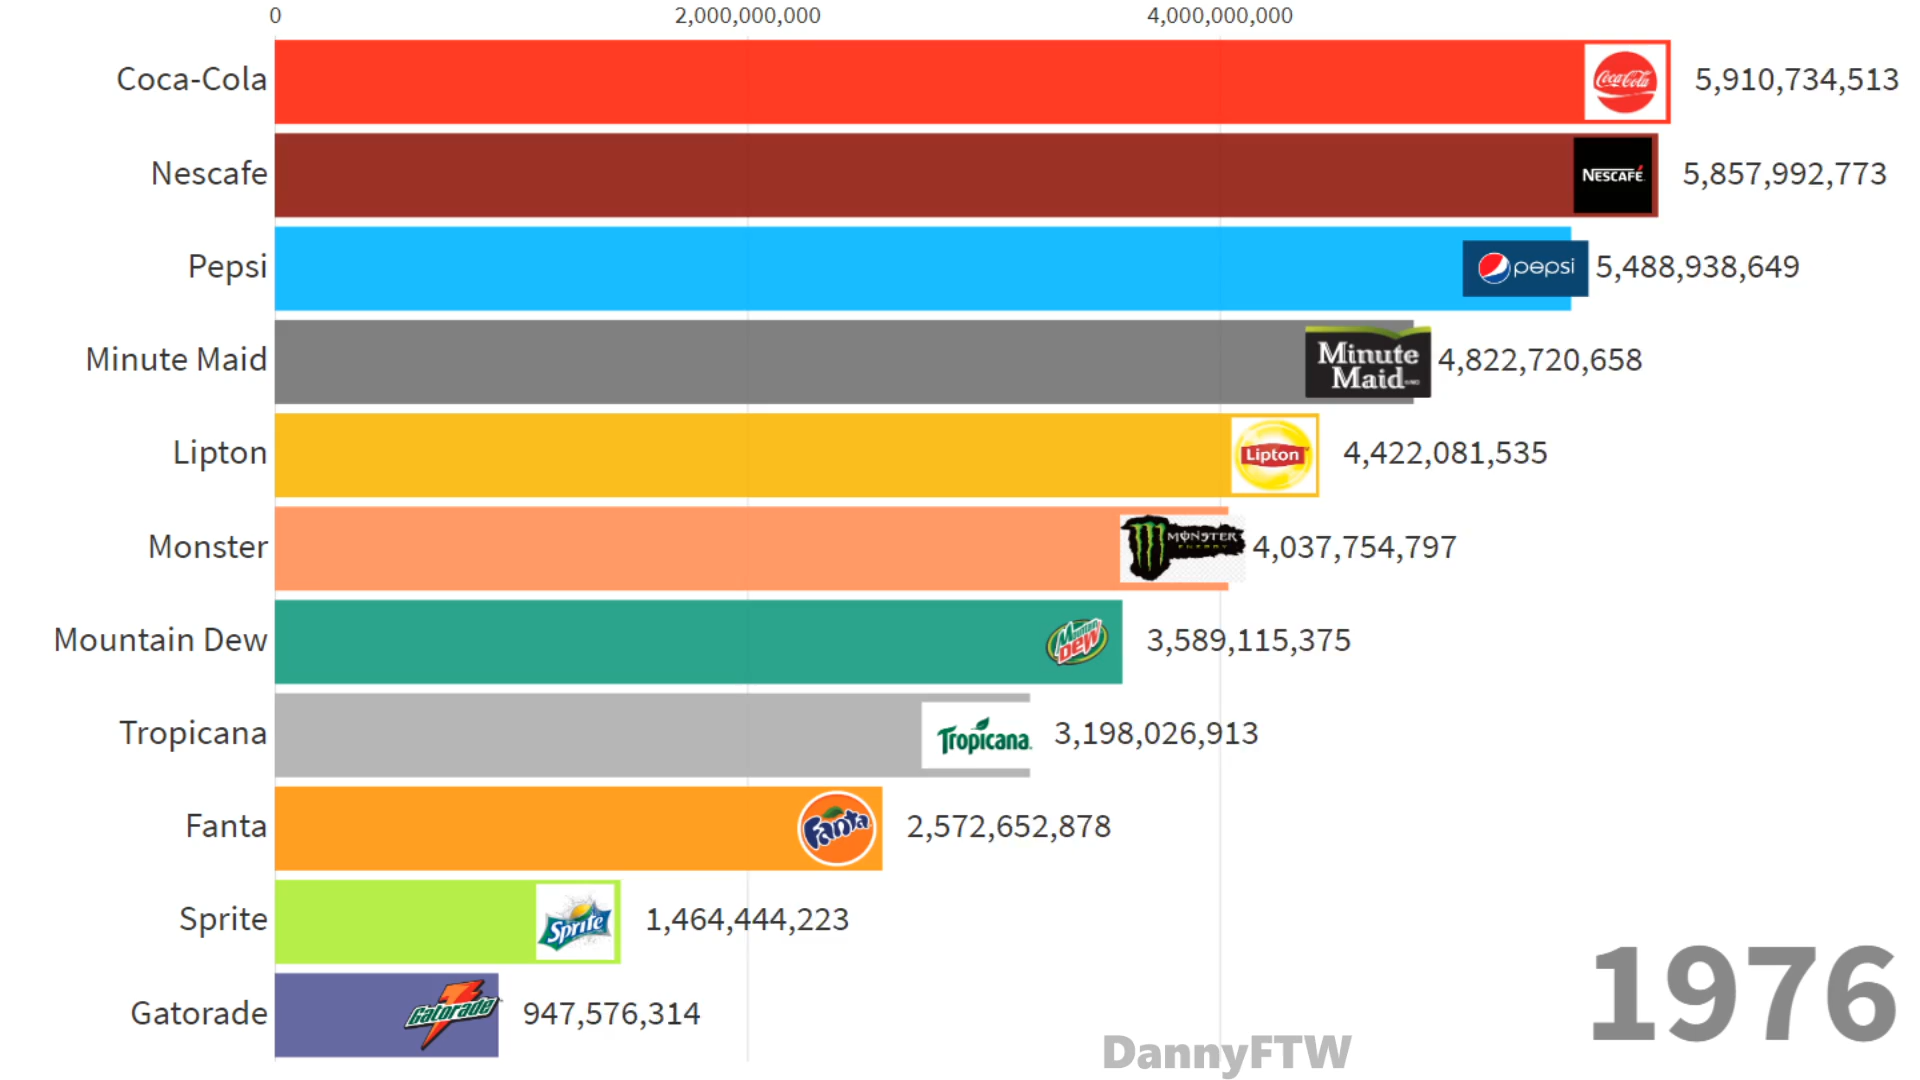 0 2,000,000,000 4,000,000,000
Coca-Cola Coca-Cola 5,910,734,513
Nescafe NESCAFÉ 5,857,992,773
Pepsi pepsi 5,488,938,649
Minute Maid Minute Maid 4,822,720,658
Lipton Lipton 4,422,081,535
Monster MONSTER ENERGY 4,037,754,797
Mountain Dew Mountain Dew 3,589,115,375
Tropicana Tropicana 3,198,026,913
Fanta Fanta 2,572,652,878
Sprite Sprite 1,464,444,223
Gatorade Gatorade 947,576,314
1976
DannyFTW